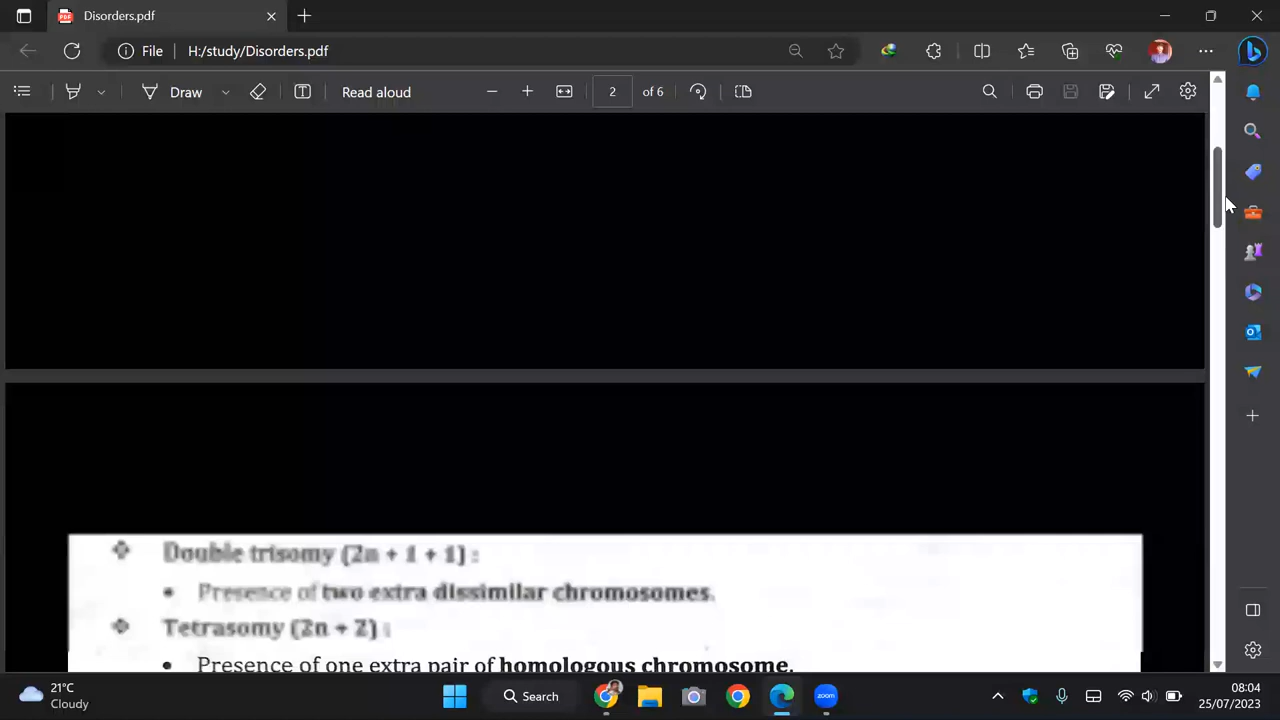 Disorders.pdf
File H:/study/Disorders.pdf
Draw Read aloud 2 of 6
Double trisomy (2n + 1 + 1) :
• Presence of two extra dissimilar chromosomes.
Tetrasomy (2n + 2) :
• Presence of one extra pair of homologous chromosome.
21°C
Cloudy
Search
zoom
08:04
25/07/2023